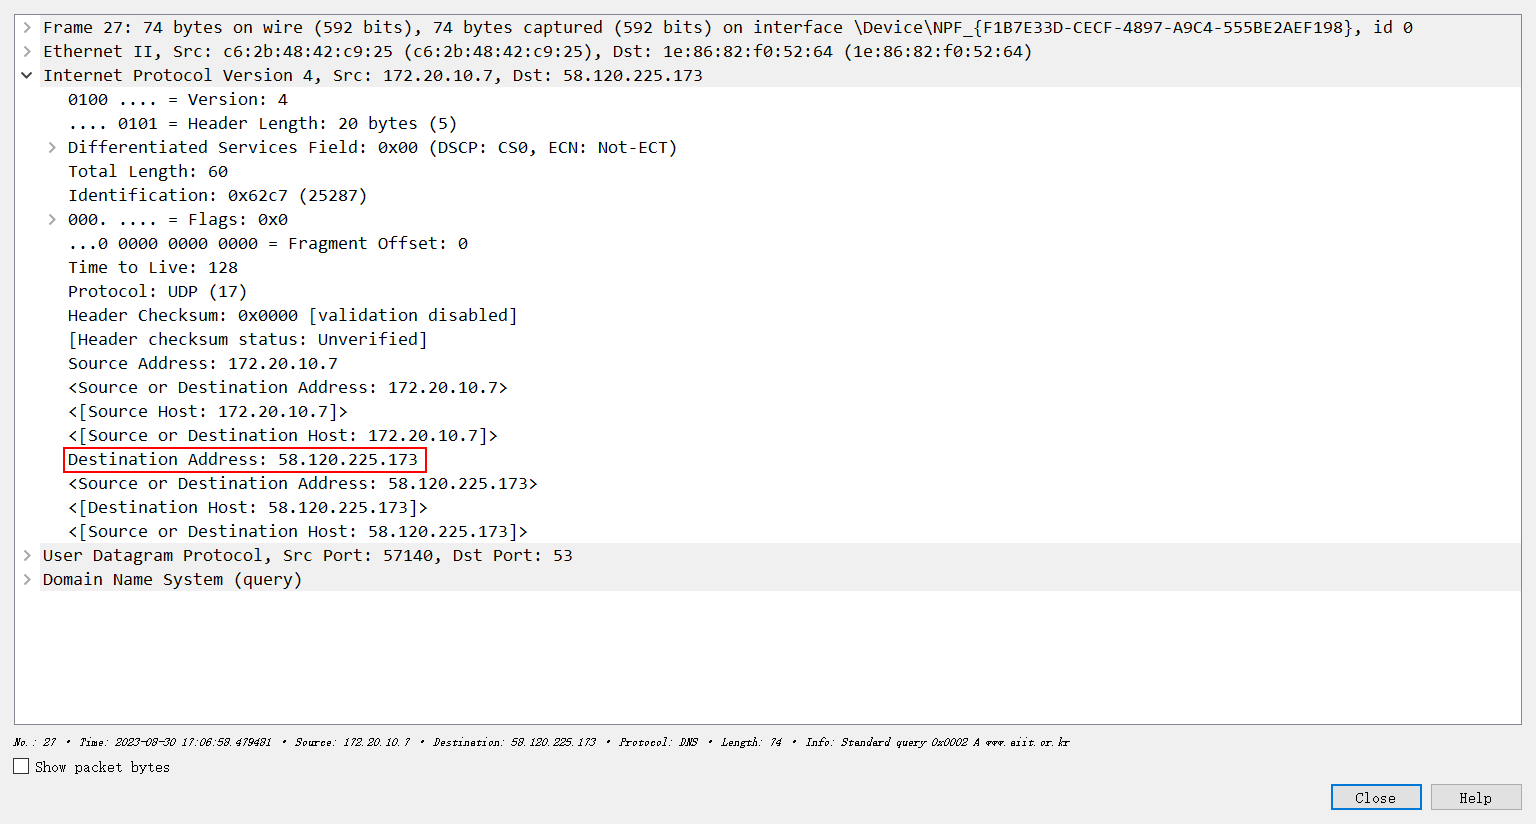 Frame 27: 74 bytes on wire (592 bits), 74 bytes captured (592 bits) on interface \Device\NPF_{F1B7E33D-CECF-4897-A9C4-555BE2AEF198}, id 0
Ethernet II, Src: c6:2b:48:42:c9:25 (c6:2b:48:42:c9:25), Dst: 1e:86:82:f0:52:64 (1e:86:82:f0:52:64)
Internet Protocol Version 4, Src: 172.20.10.7, Dst: 58.120.225.173
0100 .... = Version: 4
.... 0101 = Header Length: 20 bytes (5)
Differentiated Services Field: 0x00 (DSCP: CS0, ECN: Not-ECT)
Total Length: 60
Identification: 0x62c7 (25287)
000. .... = Flags: 0x0
...0 0000 0000 0000 = Fragment Offset: 0
Time to Live: 128
Protocol: UDP (17)
Header Checksum: 0x0000 [validation disabled]
[Header checksum status: Unverified]
Source Address: 172.20.10.7
<Source or Destination Address: 172.20.10.7>
<[Source Host: 172.20.10.7]>
<[Source or Destination Host: 172.20.10.7]>
Destination Address: 58.120.225.173
<Source or Destination Address: 58.120.225.173>
<[Destination Host: 58.120.225.173]>
<[Source or Destination Host: 58.120.225.173]>
User Datagram Protocol, Src Port: 57140, Dst Port: 53
Domain Name System (query)
No.: 27 · Time: 2023-08-30 17:06:58.479481 · Source: 172.20.10.7 · Destination: 58.120.225.173 · Protocol: DNS · Length: 74 · Info: Standard query 0x0002 A www.eiit.or.kr
Show packet bytes
Close Help